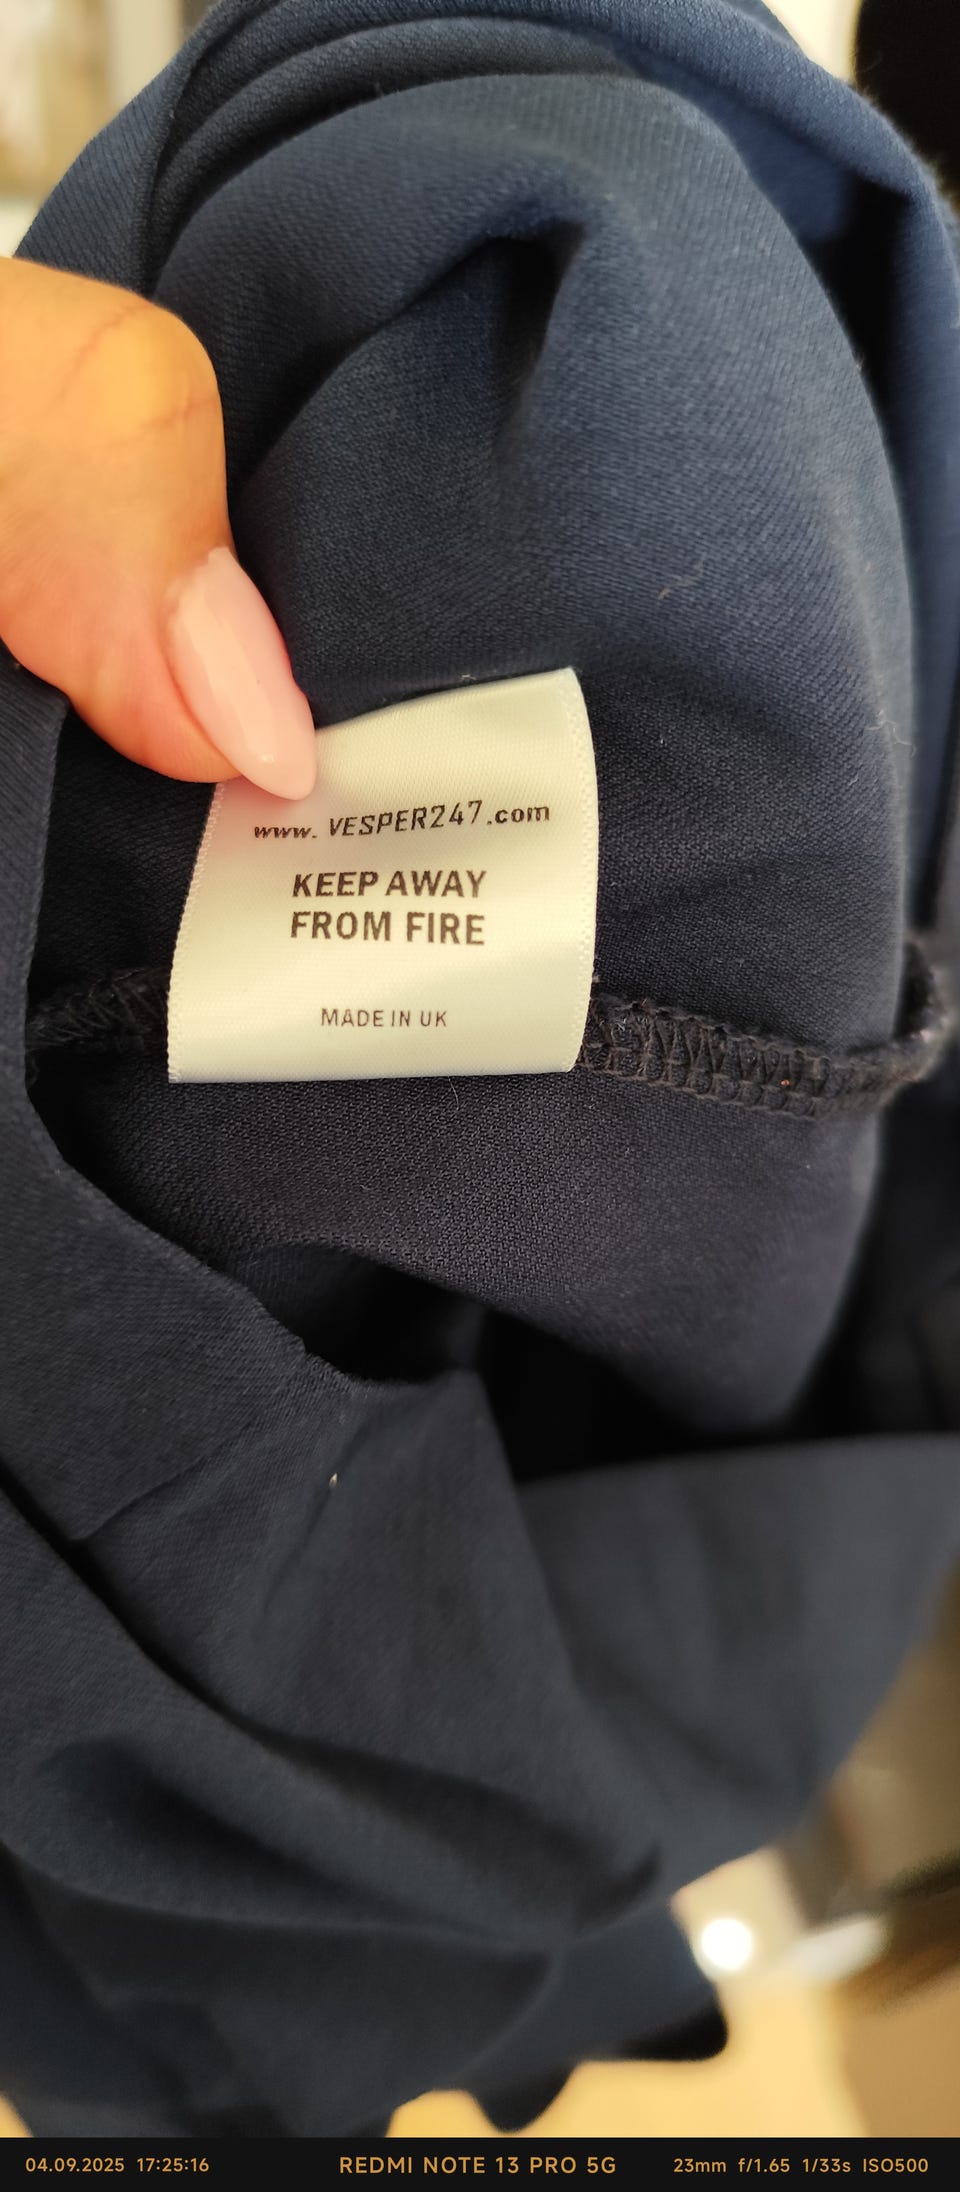 www. VESPER247.com
KEEP AWAY
FROM FIRE
MADE IN UK
04.09.2025 17:25:16 REDMI NOTE 13 PRO 5G 23mm f/1.65 1/33s ISO500